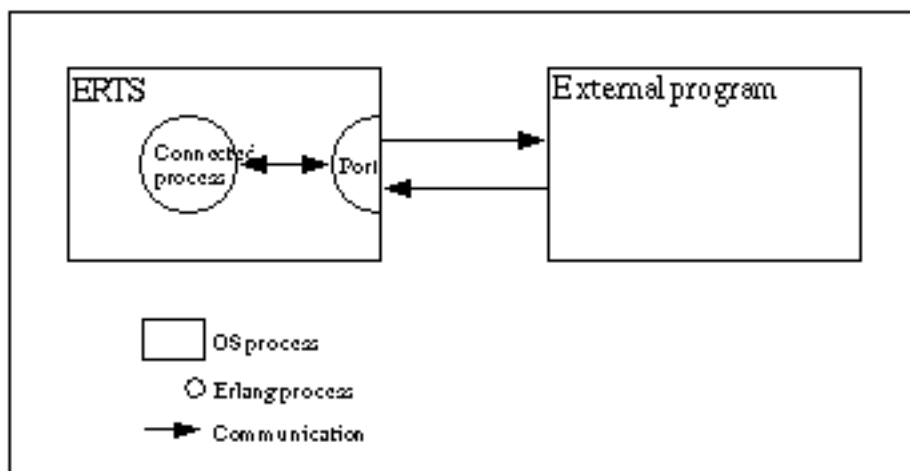 ERTS
External program
Connected
process
Port
OS process
Erlang process
Communication